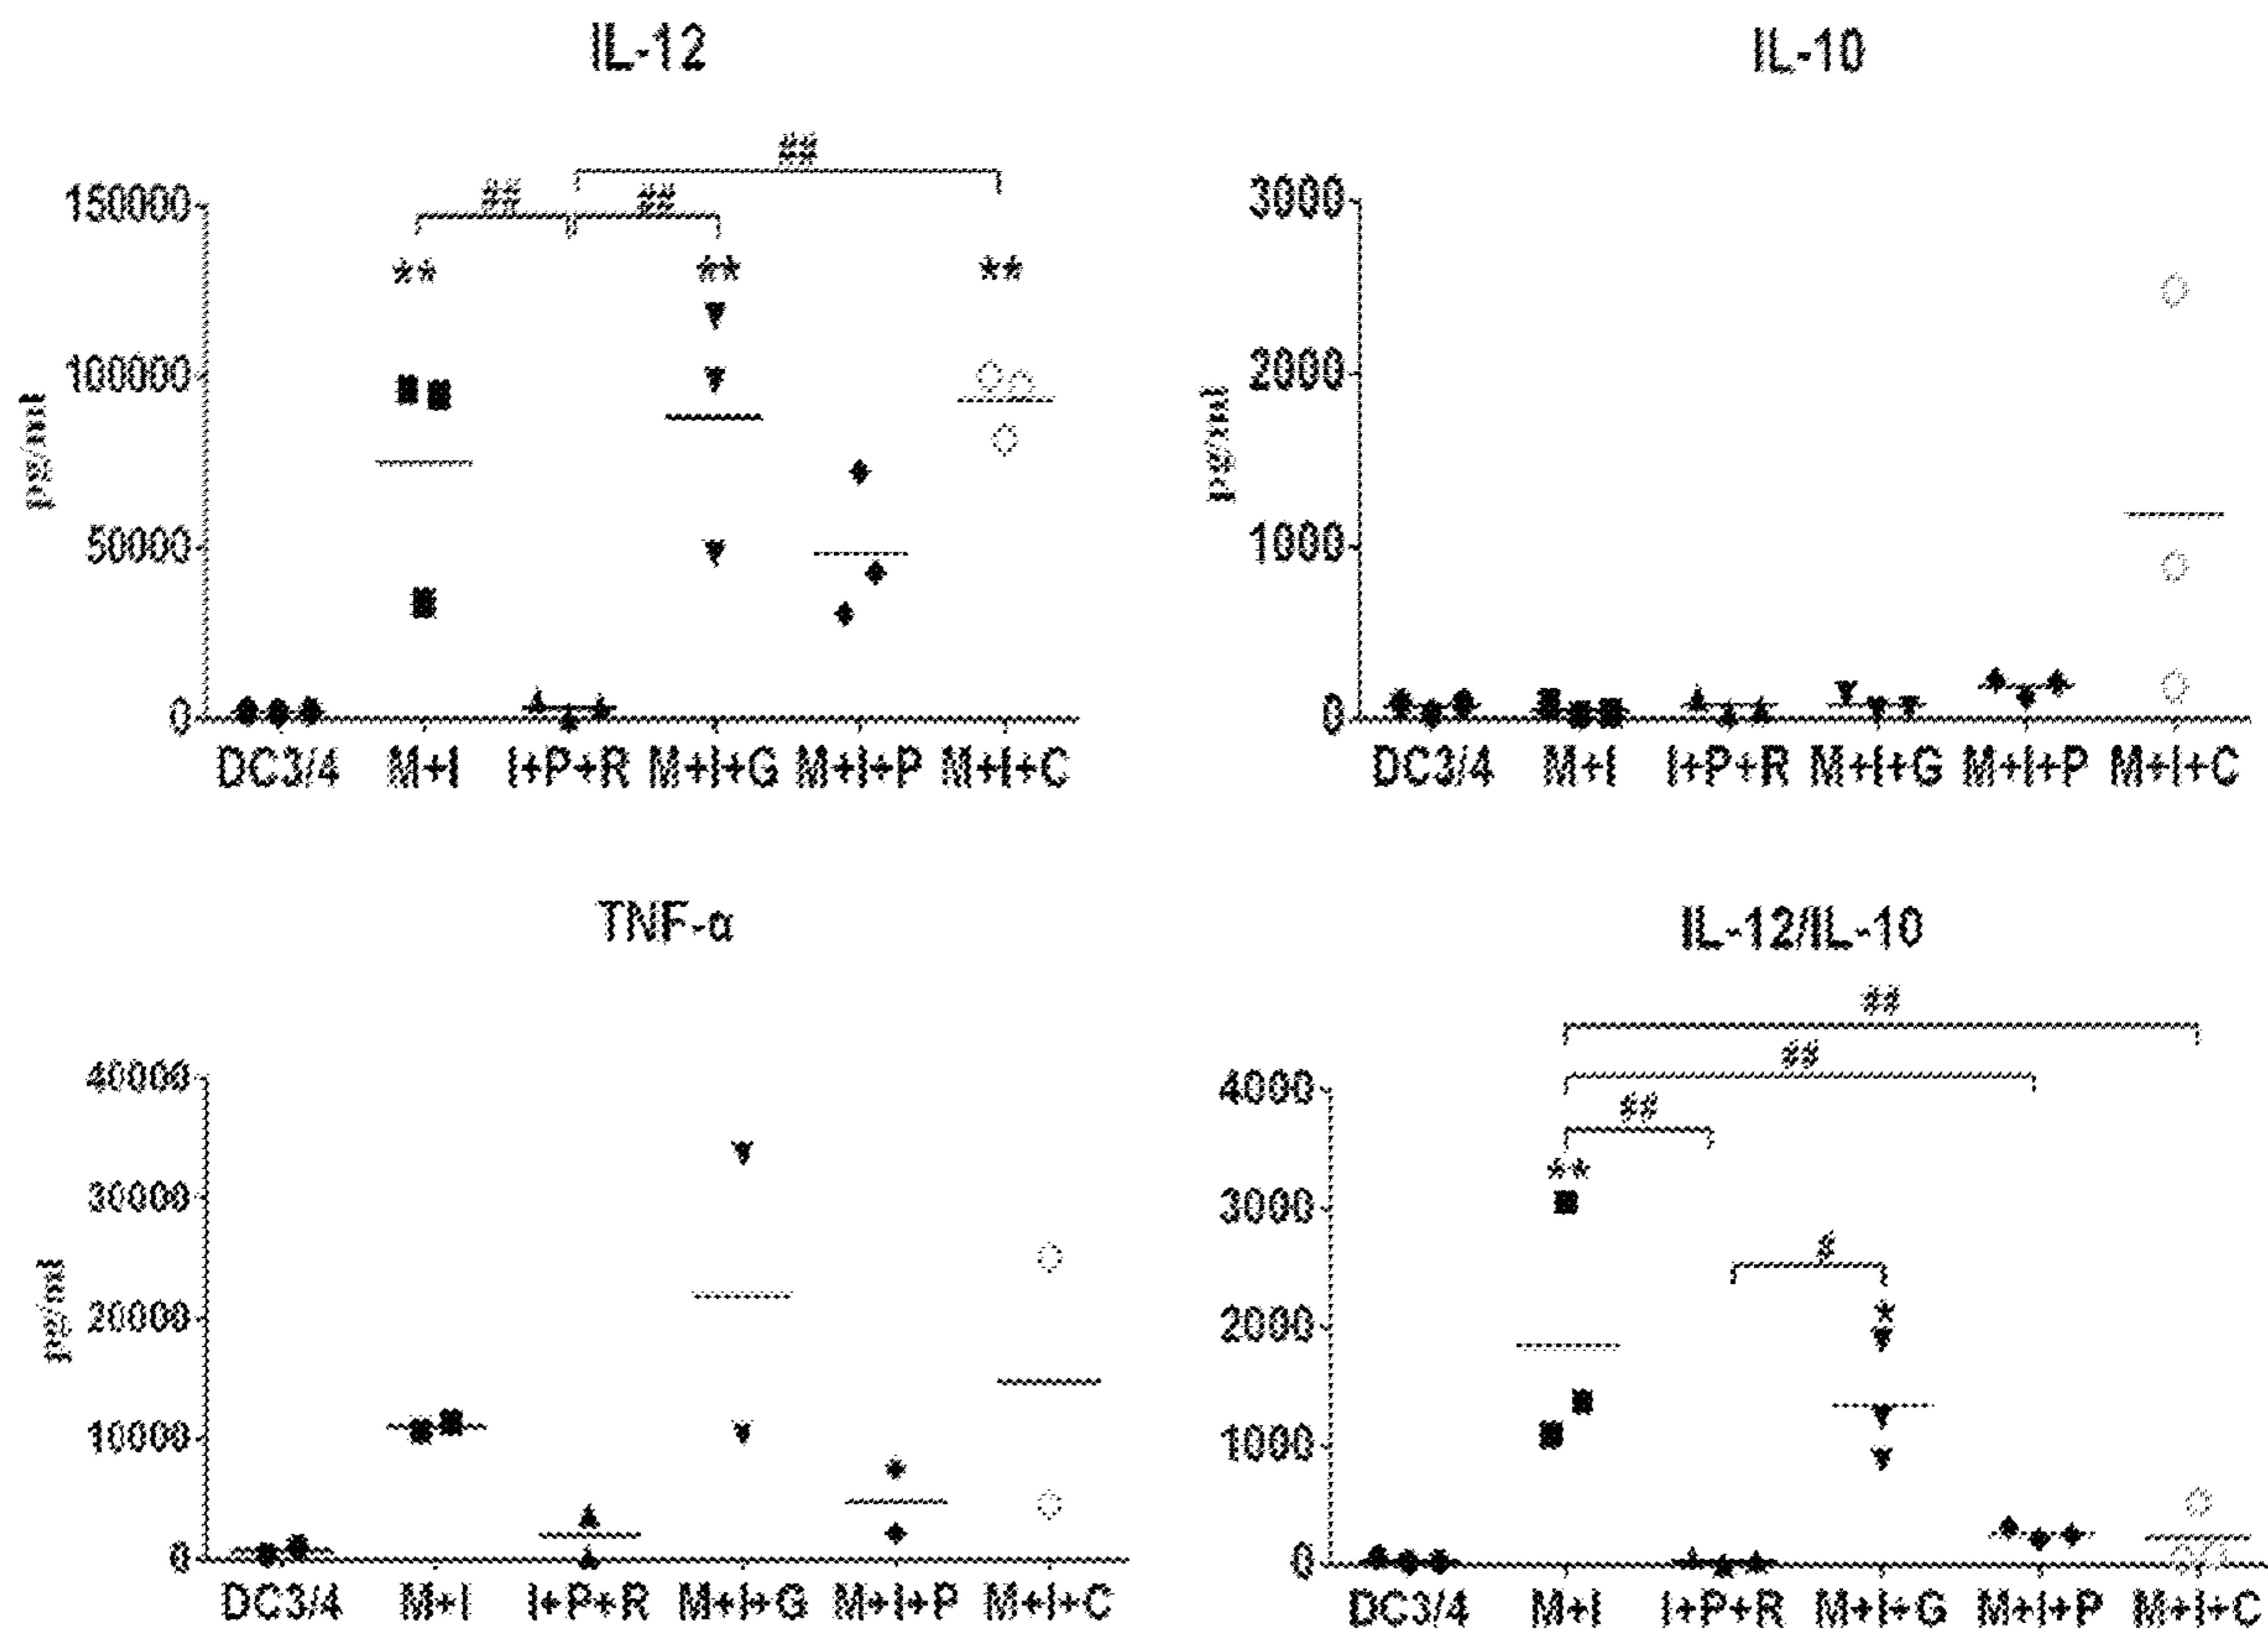 IL-12
##
##
##
150000
**
**
**
100000
50000
0
pg/ml
DC3/4 M+I I+P+R M+I+G M+I+P M+I+C
IL-10
3000
2000
1000
0
pg/ml
DC3/4 M+I I+P+R M+I+G M+I+P M+I+C
TNF-α
40000
30000
20000
10000
0
pg/ml
DC3/4 M+I I+P+R M+I+G M+I+P M+I+C
IL-12/IL-10
##
##
##
4000
**
3000
#
*
2000
1000
0
DC3/4 M+I I+P+R M+I+G M+I+P M+I+C